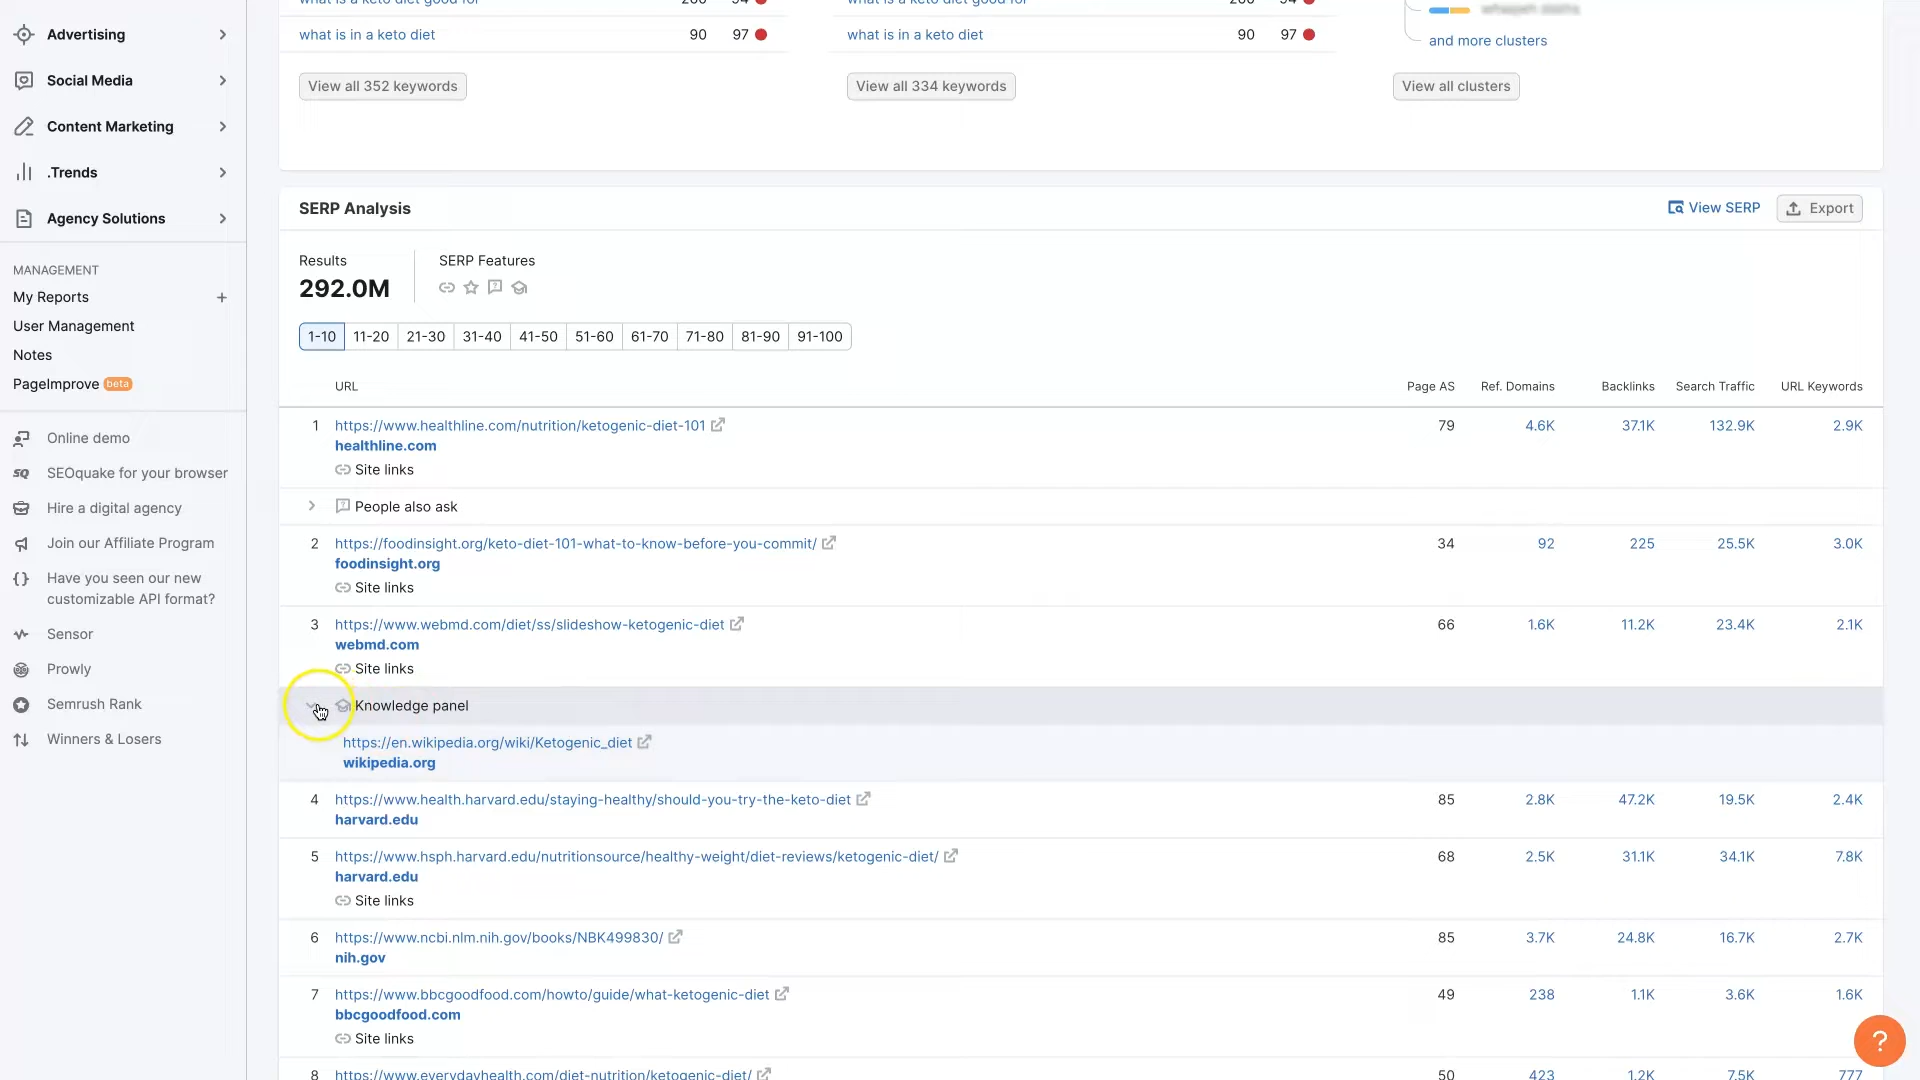 Advertising
Social Media
Content Marketing
.Trends
Agency Solutions
MANAGEMENT
My Reports
User Management
Notes
PageImprove beta
Online demo
SEOquake for your browser
Hire a digital agency
Join our Affiliate Program
Have you seen our new
customizable API format?
Sensor
Prowly
Semrush Rank
Winners & Losers
what is in a keto diet 90 97
View all 352 keywords
what is in a keto diet 90 97
View all 334 keywords
and more clusters
View all clusters
SERP Analysis
View SERP
Export
Results
292.0M
SERP Features
1-10 11-20 21-30 31-40 41-50 51-60 61-70 71-80 81-90 91-100
URL Page AS Ref. Domains Backlinks Search Traffic URL Keywords
1 https://www.healthline.com/nutrition/ketogenic-diet-101 79 4.6K 37.1K 132.9K 2.9K
healthline.com
Site links
People also ask
2 https://foodinsight.org/keto-diet-101-what-to-know-before-you-commit/ 34 92 225 25.5K 3.0K
foodinsight.org
Site links
3 https://www.webmd.com/diet/ss/slideshow-ketogenic-diet 66 1.6K 11.2K 23.4K 2.1K
webmd.com
Site links
Knowledge panel
https://en.wikipedia.org/wiki/Ketogenic_diet
wikipedia.org
4 https://www.health.harvard.edu/staying-healthy/should-you-try-the-keto-diet 85 2.8K 47.2K 19.5K 2.4K
harvard.edu
5 https://www.hsph.harvard.edu/nutritionsource/healthy-weight/diet-reviews/ketogenic-diet/ 68 2.5K 31.1K 34.1K 7.8K
harvard.edu
Site links
6 https://www.ncbi.nlm.nih.gov/books/NBK499830/ 85 3.7K 24.8K 16.7K 2.7K
nih.gov
7 https://www.bbcgoodfood.com/howto/guide/what-ketogenic-diet 49 238 1.1K 3.6K 1.6K
bbcgoodfood.com
Site links
8 https://www.everydayhealth.com/diet-nutrition/ketogenic-diet/ 50 423 1.2K 7.5K 777
?